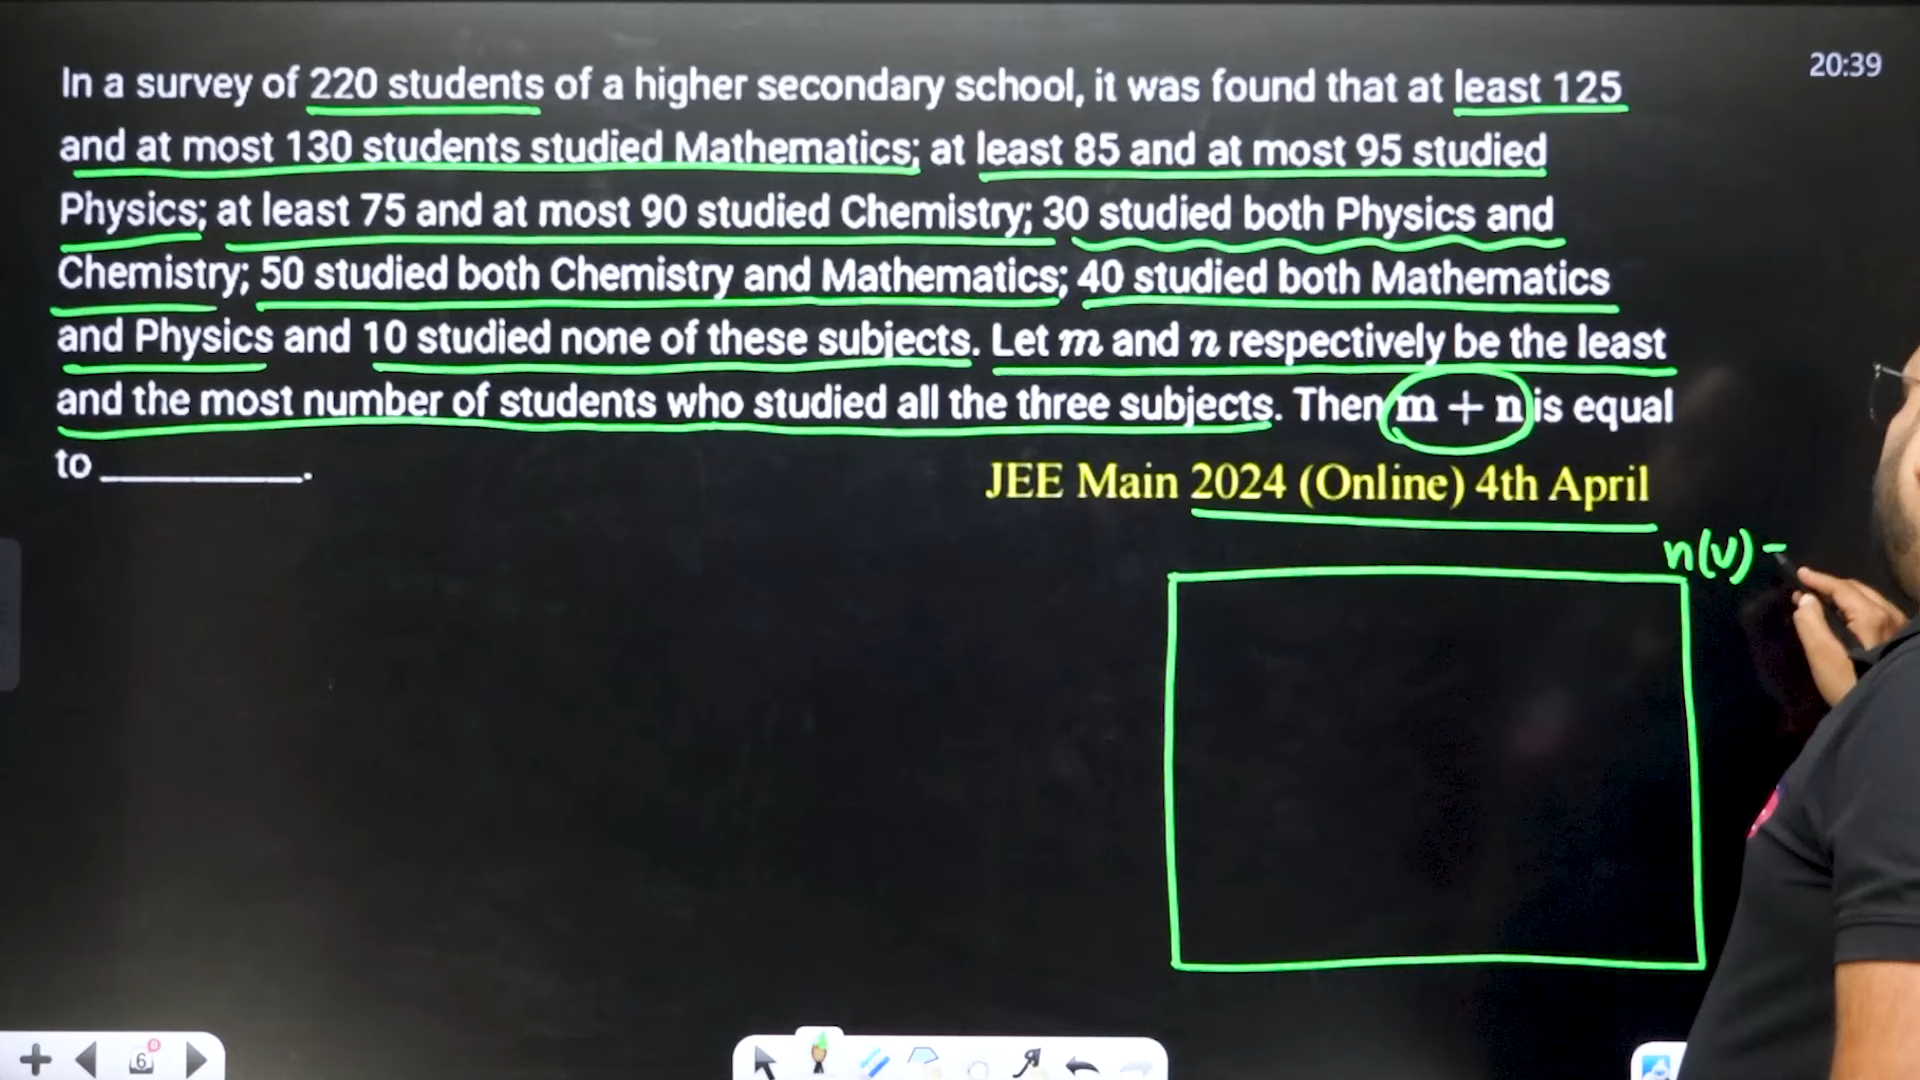 20:39
In a survey of 220 students of a higher secondary school, it was found that at least 125
and at most 130 students studied Mathematics; at least 85 and at most 95 studied
Physics; at least 75 and at most 90 studied Chemistry; 30 studied both Physics and
Chemistry; 50 studied both Chemistry and Mathematics; 40 studied both Mathematics
and Physics and 10 studied none of these subjects. Let m and n respectively be the least
and the most number of students who studied all the three subjects. Then m + n is equal
to __________.
JEE Main 2024 (Online) 4th April
n(U) -
6